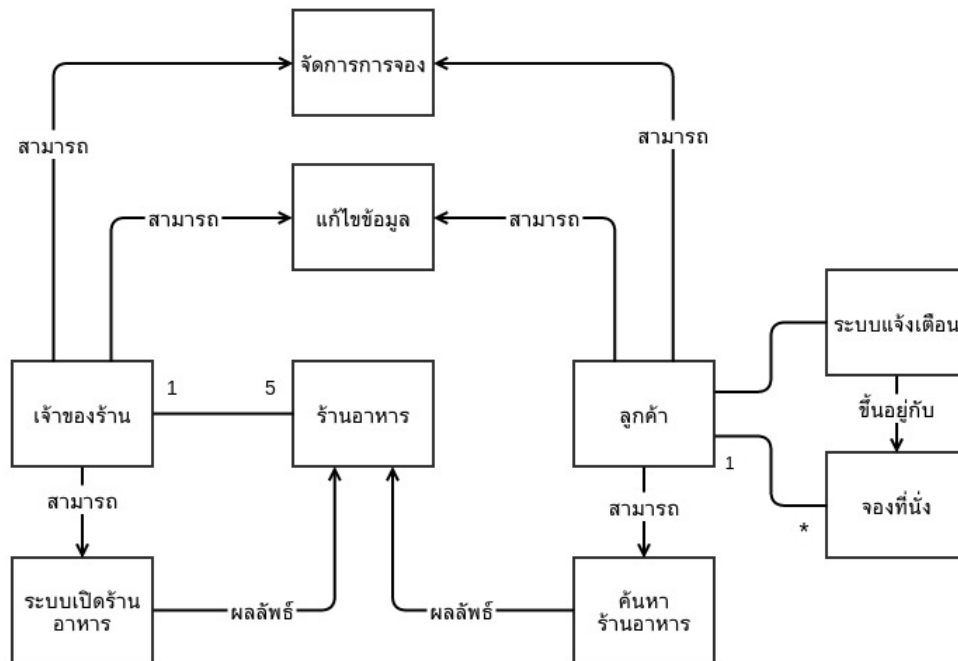 จัดการการจอง
สามารถ
สามารถ
สามารถ
แก้ไขข้อมูล
สามารถ
ระบบแจ้งเตือน
เจ้าของร้าน
1
5
ร้านอาหาร
ลูกค้า
ขึ้นอยู่กับ
1
สามารถ
สามารถ
จองที่นั่ง
*
ระบบเปิดร้าน
อาหาร
ผลลัพธ์
ผลลัพธ์
ค้นหา
ร้านอาหาร